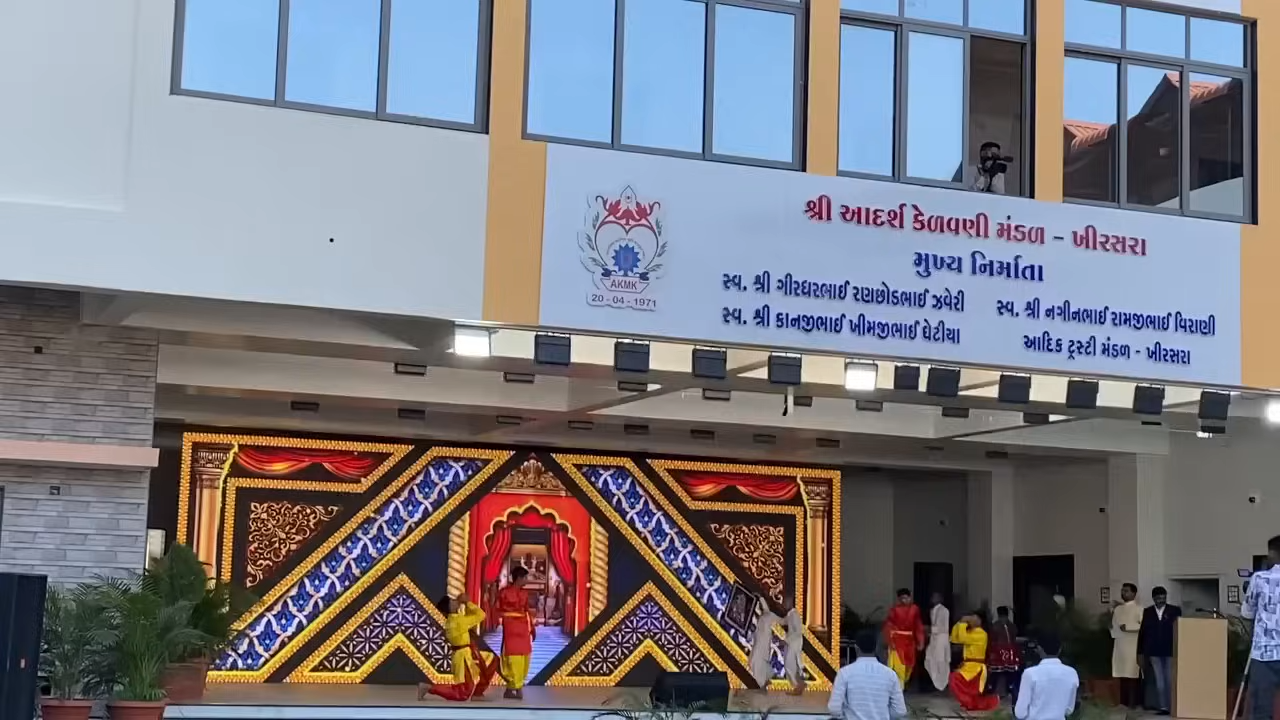 શ્રી આદર્શ કેળવણી મંડળ - ખીરસરા
મુખ્ય નિર્માતા
સ્વ. શ્રી ગીરધરભાઈ રણછોડભાઈ ઝવેરી
સ્વ. શ્રી નગીનભાઈ રામજીભાઈ વિરાણી
સ્વ. શ્રી કાનજીભાઈ ખીમજીભાઈ ઘેટીયા
આદિક ટ્રસ્ટી મંડળ - ખીરસરા
AKMK
20-04-1971